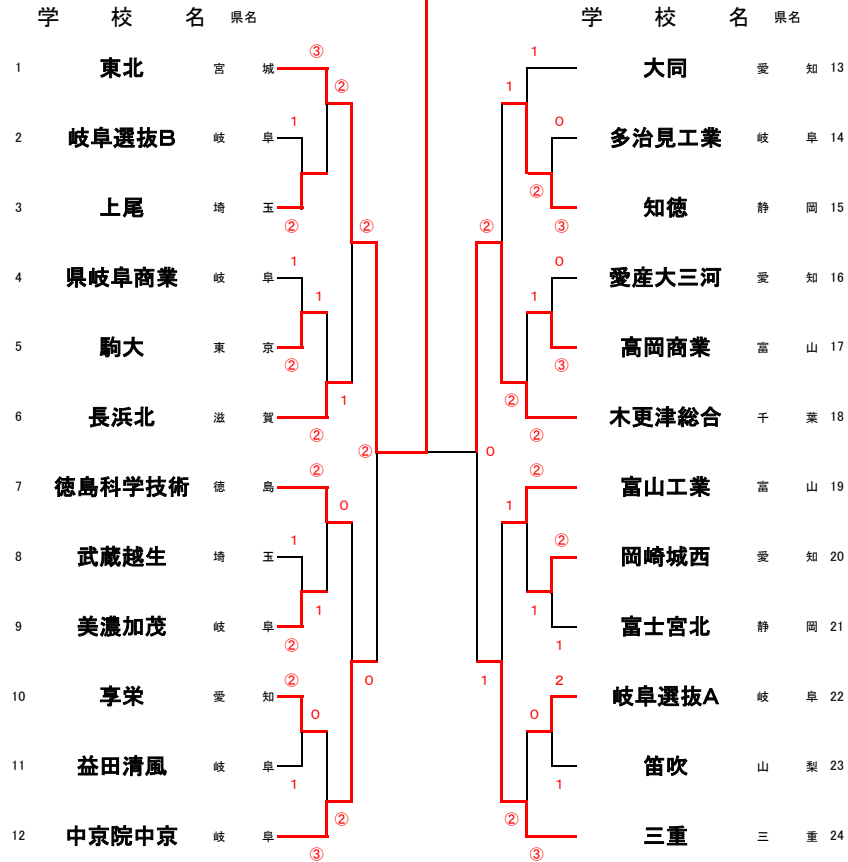 学 校 名 県名 学 校 名 県名
③ 1
1 東北 宮 城 大同 愛 知 13
② 1
1 0
2 岐阜選抜B 岐 阜 多治見工業 岐 阜 14
②
3 上尾 埼 玉 知徳 静 岡 15
② ② ② ③
1 0
4 県岐阜商業 岐 阜 愛産大三河 愛 知 16
1 1
5 駒大 東 京 高岡商業 富 山 17
② ③
1 ②
6 長浜北 滋 賀 木更津総合 千 葉 18
② ②
② 0
② ②
7 徳島科学技術 徳 島 富山工業 富 山 19
0 1
1 ②
8 武蔵越生 埼 玉 岡崎城西 愛 知 20
1 1
9 美濃加茂 岐 阜 富士宮北 静 岡 21
② 1
② 0 1 2
10 享栄 愛 知 岐阜選抜A 岐 阜 22
0 0
11 益田清風 岐 阜 笛吹 山 梨 23
1 1
② ②
12 中京院中京 岐 阜 三重 三 重 24
③ ③